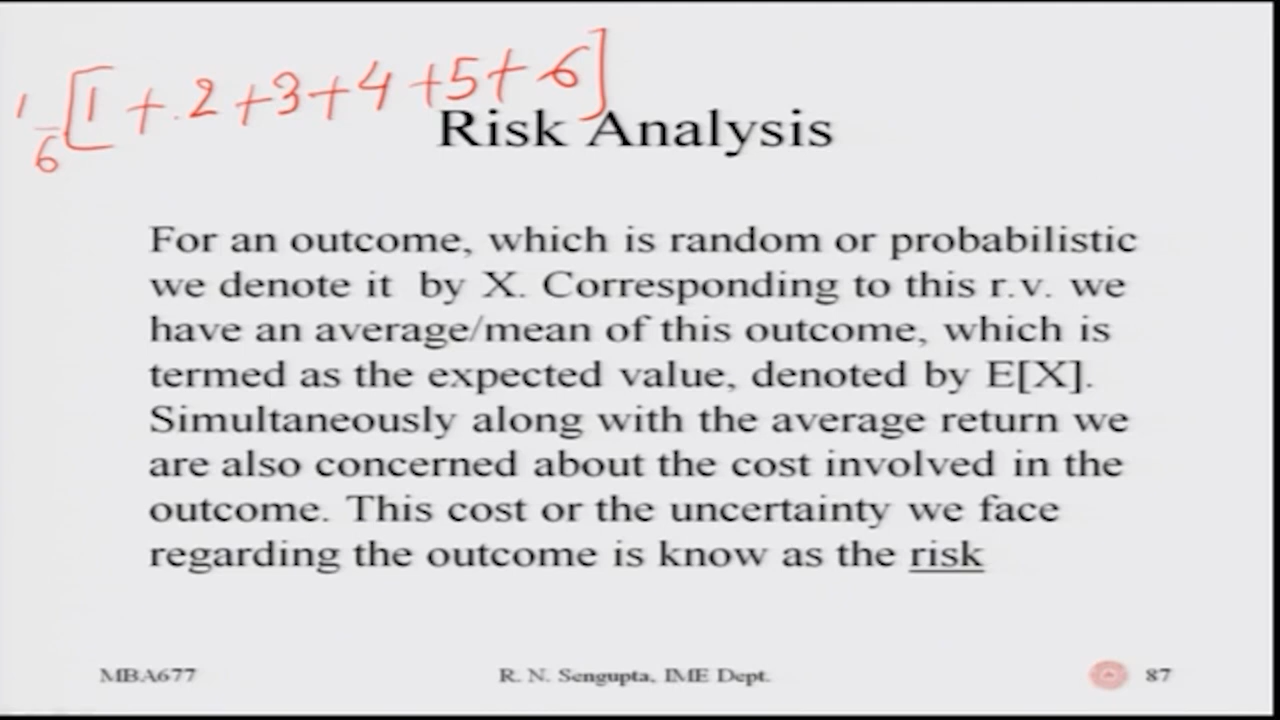 1/6 [1 + 2 + 3 + 4 + 5 + 6]
Risk Analysis
For an outcome, which is random or probabilistic
we denote it by X. Corresponding to this r.v. we
have an average/mean of this outcome, which is
termed as the expected value, denoted by E[X].
Simultaneously along with the average return we
are also concerned about the cost involved in the
outcome. This cost or the uncertainty we face
regarding the outcome is know as the risk
MBA677 R. N. Sengupta, IME Dept. 87